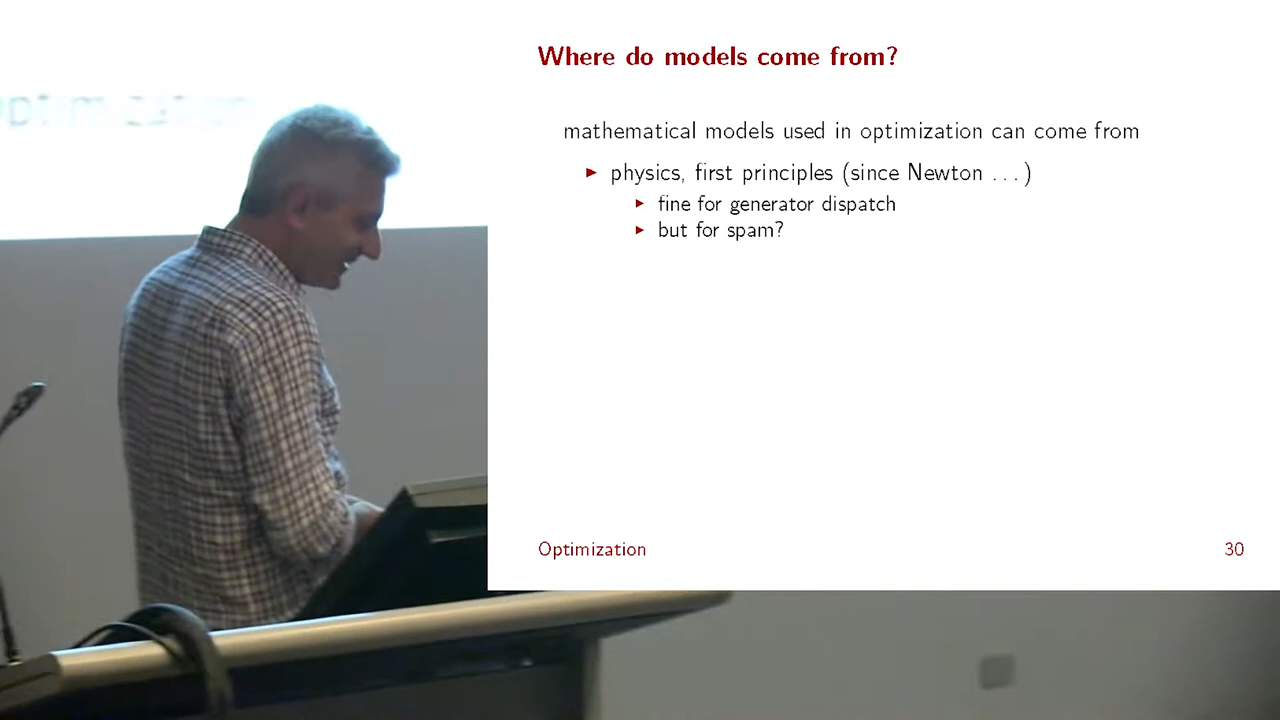 Where do models come from?
mathematical models used in optimization can come from
▶ physics, first principles (since Newton ...)
▶ fine for generator dispatch
▶ but for spam?
Optimization
30